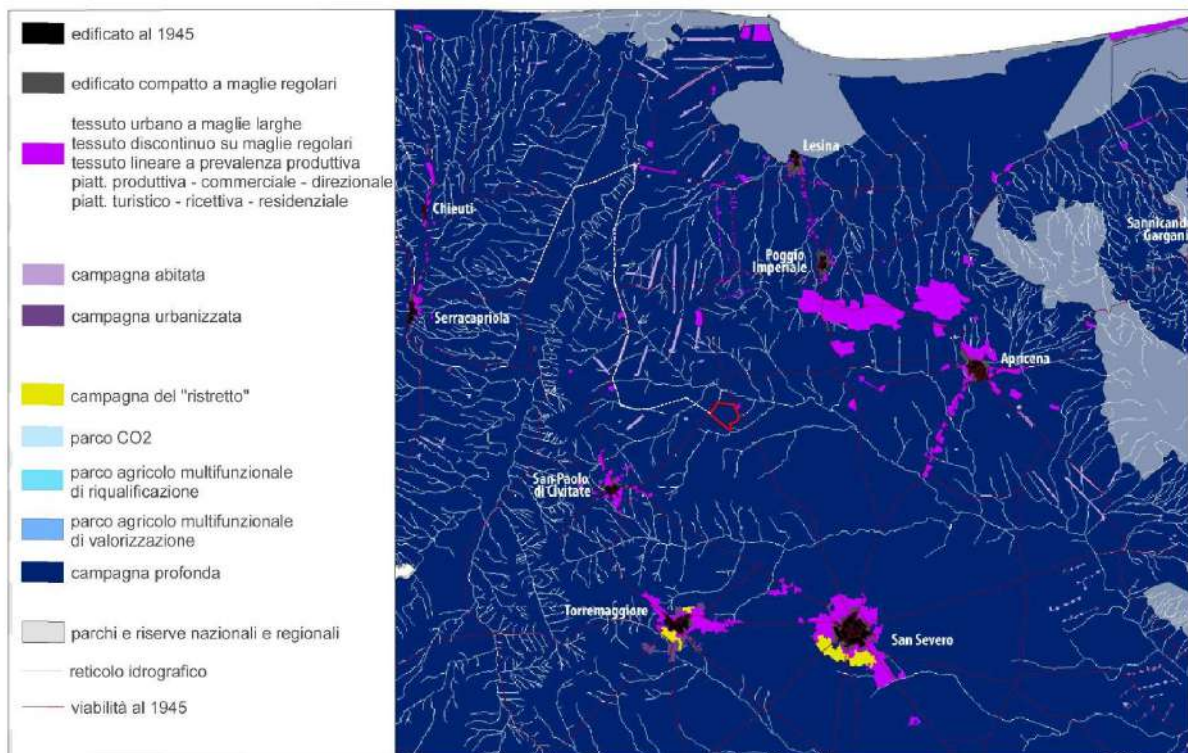 edificato al 1945
edificato compatto a maglie regolari
tessuto urbano a maglie larghe
tessuto discontinuo su maglie regolari
tessuto lineare a prevalenza produttiva
piatt. produttiva - commerciale - direzionale
piatt. turistico - ricettiva - residenziale
campagna abitata
campagna urbanizzata
campagna del "ristretto"
parco CO2
parco agricolo multifunzionale
di riqualificazione
parco agricolo multifunzionale
di valorizzazione
campagna profonda
parchi e riserve nazionali e regionali
reticolo idrografico
viabilità al 1945
Lesina
Chieuti
Sannicandro
Gargani
Poggio
Imperiale
Serracapriola
Apricena
San Paolo
di Civitate
Torremaggiore
San Severo